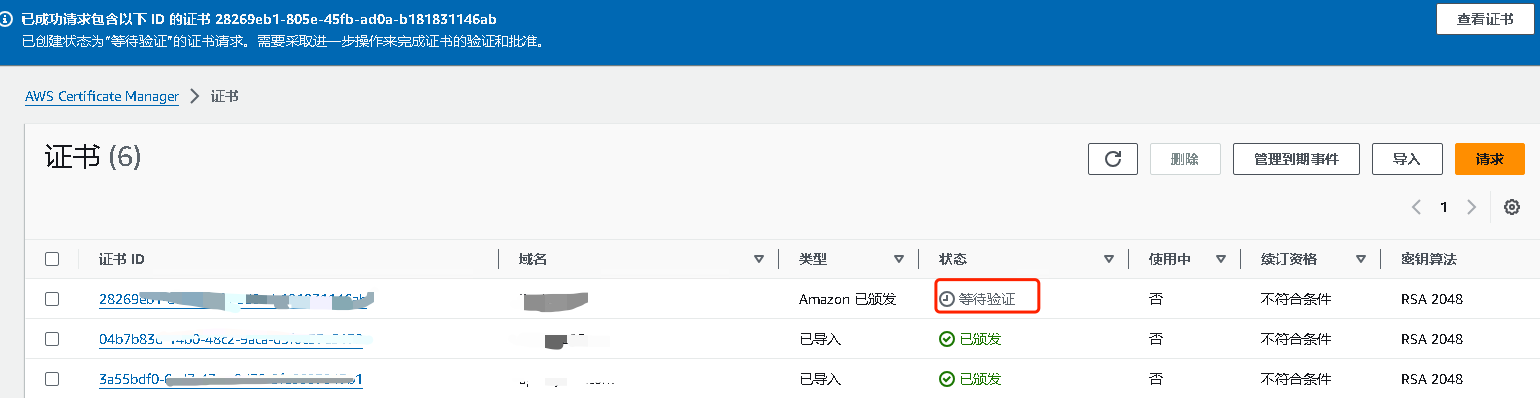 已成功请求包含以下 ID 的证书 28269eb1-805e-45fb-ad0a-b181831146ab
查看证书
已创建状态为"等待验证"的证书请求。需要采取进一步操作来完成证书的验证和批准。
AWS Certificate Manager > 证书
证书 (6)
删除 管理到期事件 导入 请求
1
证书 ID 域名 类型 状态 使用中 续订资格 密钥算法
28269eb1 Amazon 已颁发 等待验证 否 不符合条件 RSA 2048
04b7b83 已导入 已颁发 否 不符合条件 RSA 2048
3a55bdf0 已导入 已颁发 否 不符合条件 RSA 2048